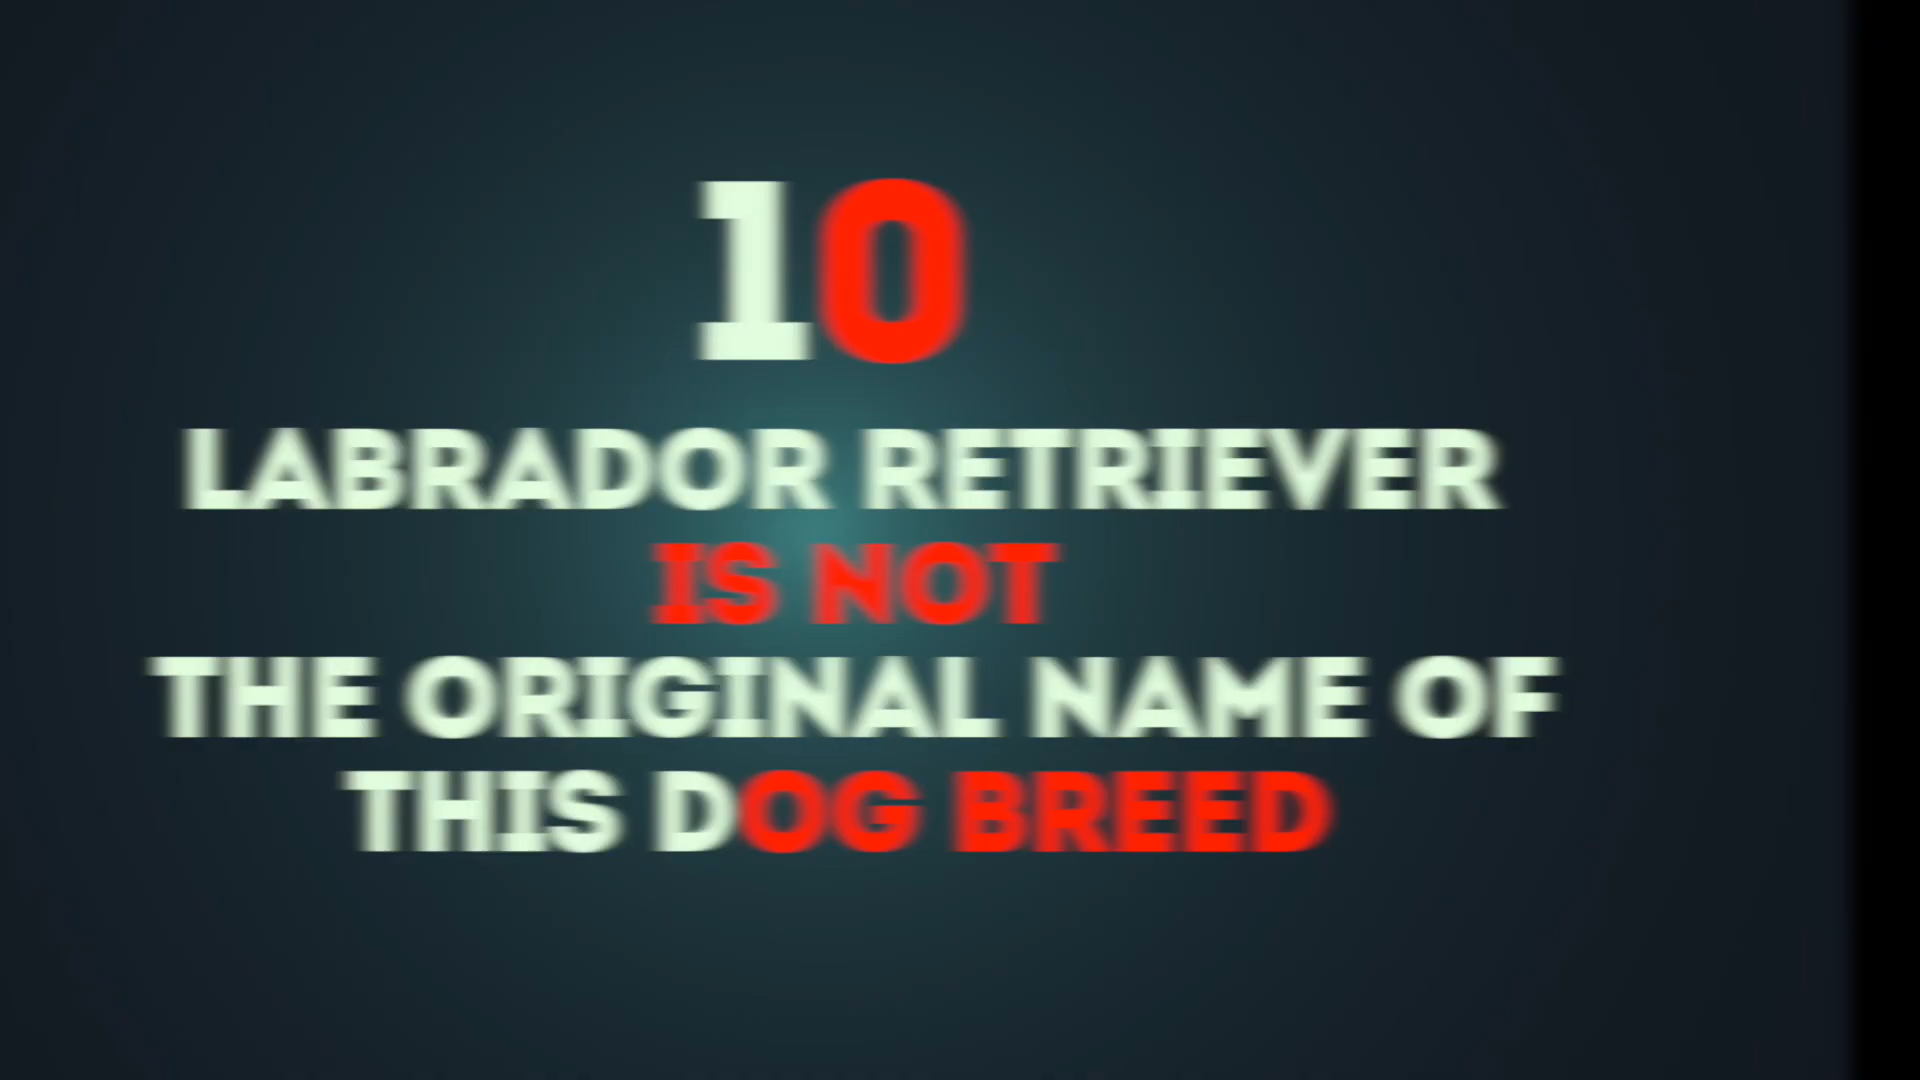 10
LABRADOR RETRIEVER
IS NOT
THE ORIGINAL NAME OF
THIS DOG BREED